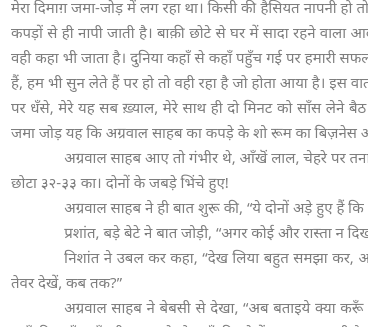 मेरा दिमाग़ जमा-जोड़ में लग रहा था। किसी की हैसियत नापनी हो तो
कपड़ों से ही नापी जाती है। बाक़ी छोटे से घर में सादा रहने वाला
वही कहा भी जाता है। दुनिया कहाँ से कहाँ पहुँच गई पर हमारी
हैं, हम भी सुन लेते हैं पर हो तो वही रहा है जो होता आया है। इस
पर धँसे, मेरे यह सब ख़्याल, मेरे साथ ही दो मिनट को साँस लेने बैठ
जमा जोड़ यह कि अग्रवाल साहब का कपड़े के शो रूम का बिज़नेस
अग्रवाल साहब आए तो गंभीर थे, आँखें लाल, चेहरे पर
छोटा ३२-३३ का। दोनों के जबड़े भिंचे हुए!
अग्रवाल साहब ने ही बात शुरू की, “ये दोनों अड़े हुए हैं कि
प्रशांत, बड़े बेटे ने बात जोड़ी, “अगर कोई और रास्ता न
निशांत ने उबल कर कहा, “देख लिया बहुत समझा कर,
तेवर देखें, कब तक?”
अग्रवाल साहब ने बेबसी से देखा, “अब बताइये क्या करूँ